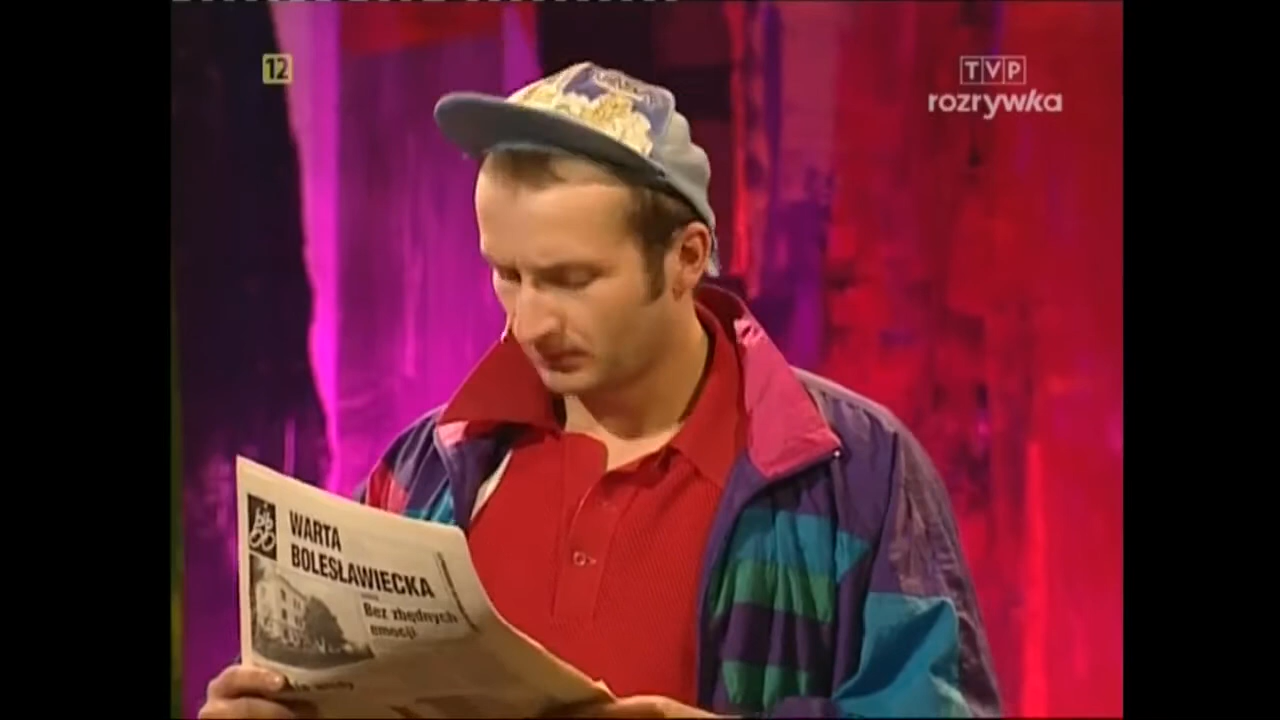 12
TVP
rozrywka
WARTA
BOLESŁAWIECKA
Bez zbędnych
emocji